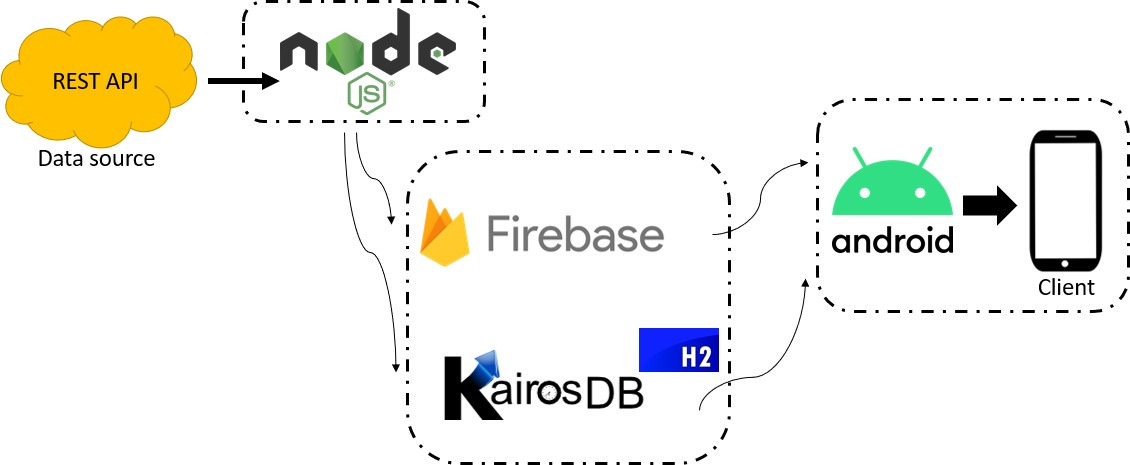 REST API
Data source
node
JS®
Firebase
KairosDB
H2
android
Client